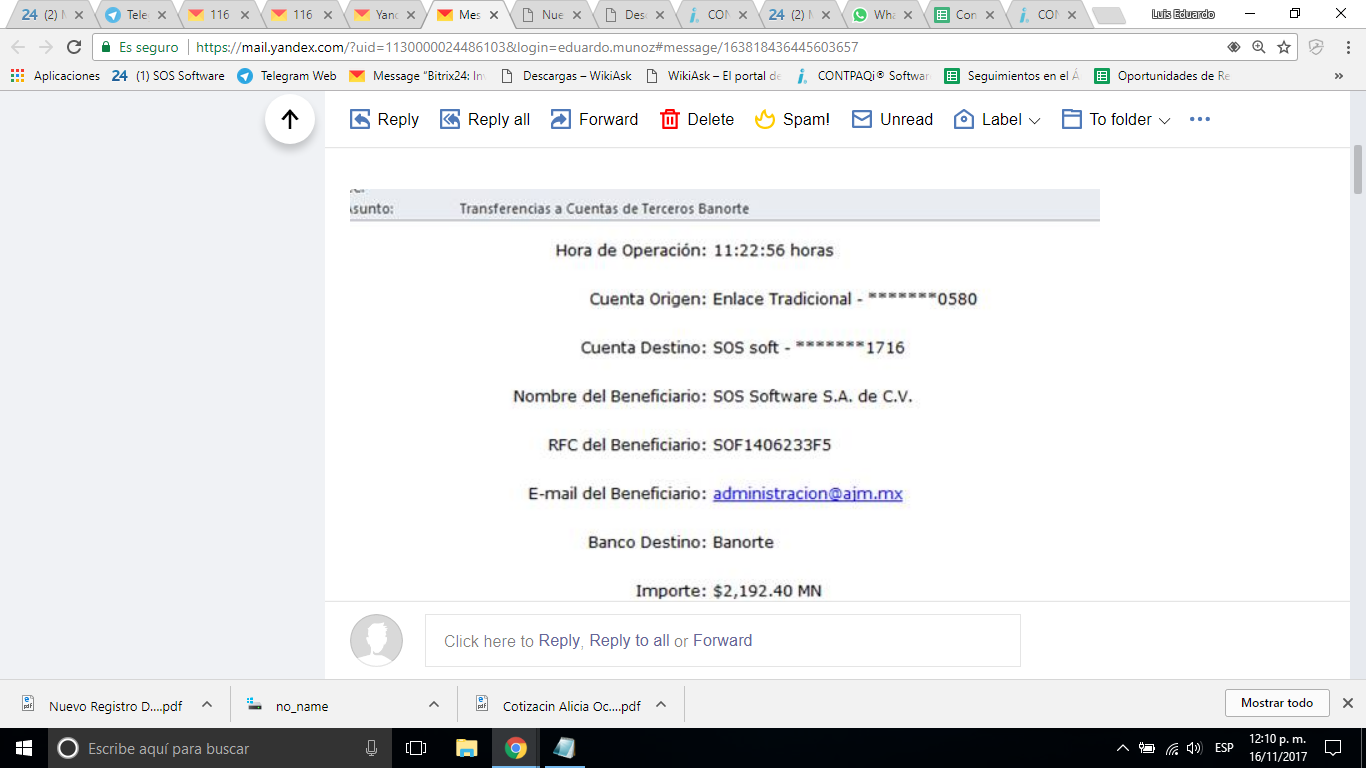 24 (2) M
Tele
116
116
Yand
Mes
Nue
Des
CON
24 (2) M
Wha
Con
CON
Luis Eduardo
Es seguro | https://mail.yandex.com/?uid=1130000024486103&login=eduardo.munoz#message/163818436445603657
Aplicaciones 24 (1) SOS Software Telegram Web Message "Bitrix24: In Descargas – WikiAsk WikiAsk – El portal de CONTPAQi® Softwar Seguimientos en el Á Oportunidades de Re »
Reply Reply all Forward Delete Spam! Unread Label To folder
Asunto: Transferencias a Cuentas de Terceros Banorte
Hora de Operación: 11:22:56 horas
Cuenta Origen: Enlace Tradicional - *******0580
Cuenta Destino: SOS soft - *******1716
Nombre del Beneficiario: SOS Software S.A. de C.V.
RFC del Beneficiario: SOF1406233F5
E-mail del Beneficiario: administracion@ajm.mx
Banco Destino: Banorte
Importe: $2,192.40 MN
Click here to Reply, Reply to all or Forward
Nuevo Registro D....pdf no_name Cotizacin Alicia Oc....pdf Mostrar todo
Escribe aquí para buscar ESP 12:10 p. m.
16/11/2017